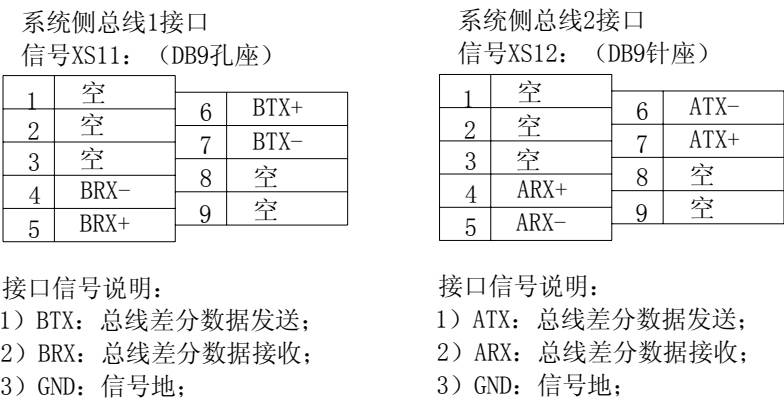 系统侧总线1接口
信号XS11：（DB9孔座）
1 空
2 空
3 空
4 BRX-
5 BRX+
6 BTX+
7 BTX-
8 空
9 空
接口信号说明：
1）BTX：总线差分数据发送；
2）BRX：总线差分数据接收；
3）GND：信号地；
系统侧总线2接口
信号XS12：（DB9针座）
1 空
2 空
3 空
4 ARX+
5 ARX-
6 ATX-
7 ATX+
8 空
9 空
接口信号说明：
1）ATX：总线差分数据发送；
2）ARX：总线差分数据接收；
3）GND：信号地；